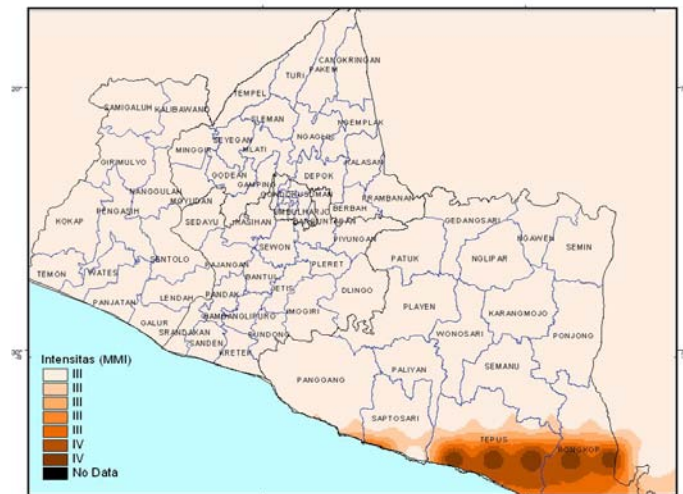 CANGKRINGAN
PAKEM
TURI
TEMPEL
SAMIGALUH
KALIBAWANG
SLEMAN
NGEMPLAK
SEYEGAN
NGAGLIK
MLATI
MINGGIR
GIRIMULYO
KALASAN
GODEAN
DEPOK
GAMPING
NANGGULAH
MOYUDAN
PRAMBANAN
PENGASIH
BERBAH
KOKAP
SEDAYU
GEDANGSARI
NGAWEN
SEMIN
PIYUNGAN
SEWON
PATUK
NGLIPAR
SENTOLO
PAJANGAN
PLERET
TEMON
WATES
BANTUL
JETIS
DLINGO
PANJATAN
LENDAH
PANDAK
PLAYEN
KARANGMOJO
IMOGIRI
BAMBANGLIPURO
GALUR
SRANDAKAN
PUNDONG
WONOSARI
PONJONG
SANDEN
KRETEK
PALIYAN
SEMANU
PANGGANG
SAPTOSARI
TEPUS
RONGKOP
Intensitas (MMI)
III
III
III
III
III
IV
IV
No Data